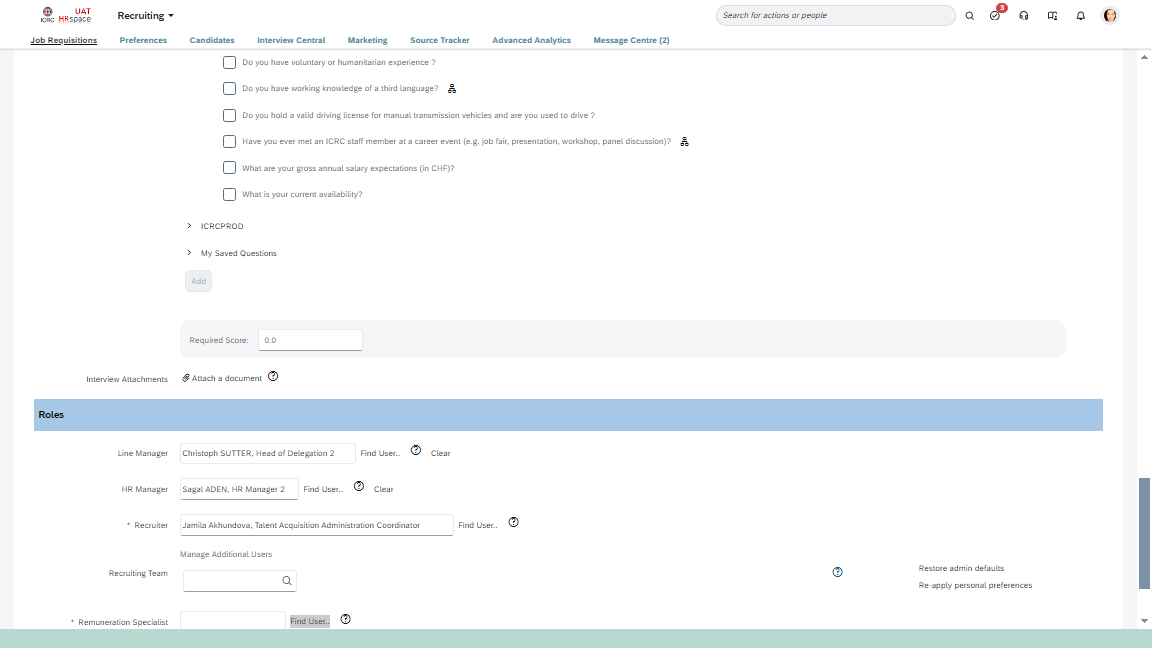 UAT
ICRC HRspace
Recruiting
Search for actions or people
3
Job Requisitions Preferences Candidates Interview Central Marketing Source Tracker Advanced Analytics Message Centre (2)
Do you have voluntary or humanitarian experience ?
Do you have working knowledge of a third language?
Do you hold a valid driving license for manual transmission vehicles and are you used to drive ?
Have you ever met an ICRC staff member at a career event (e.g. job fair, presentation, workshop, panel discussion)?
What are your gross annual salary expectations (in CHF)?
What is your current availability?
ICRCPROD
My Saved Questions
Add
Required Score: 0.0
Interview Attachments Attach a document
Roles
Line Manager Christoph SUTTER, Head of Delegation 2 Find User.. Clear
HR Manager Sagal ADEN, HR Manager 2 Find User.. Clear
* Recruiter Jamila Akhundova, Talent Acquisition Administration Coordinator Find User..
Manage Additional Users
Recruiting Team
Restore admin defaults
Re-apply personal preferences
* Remuneration Specialist Find User..